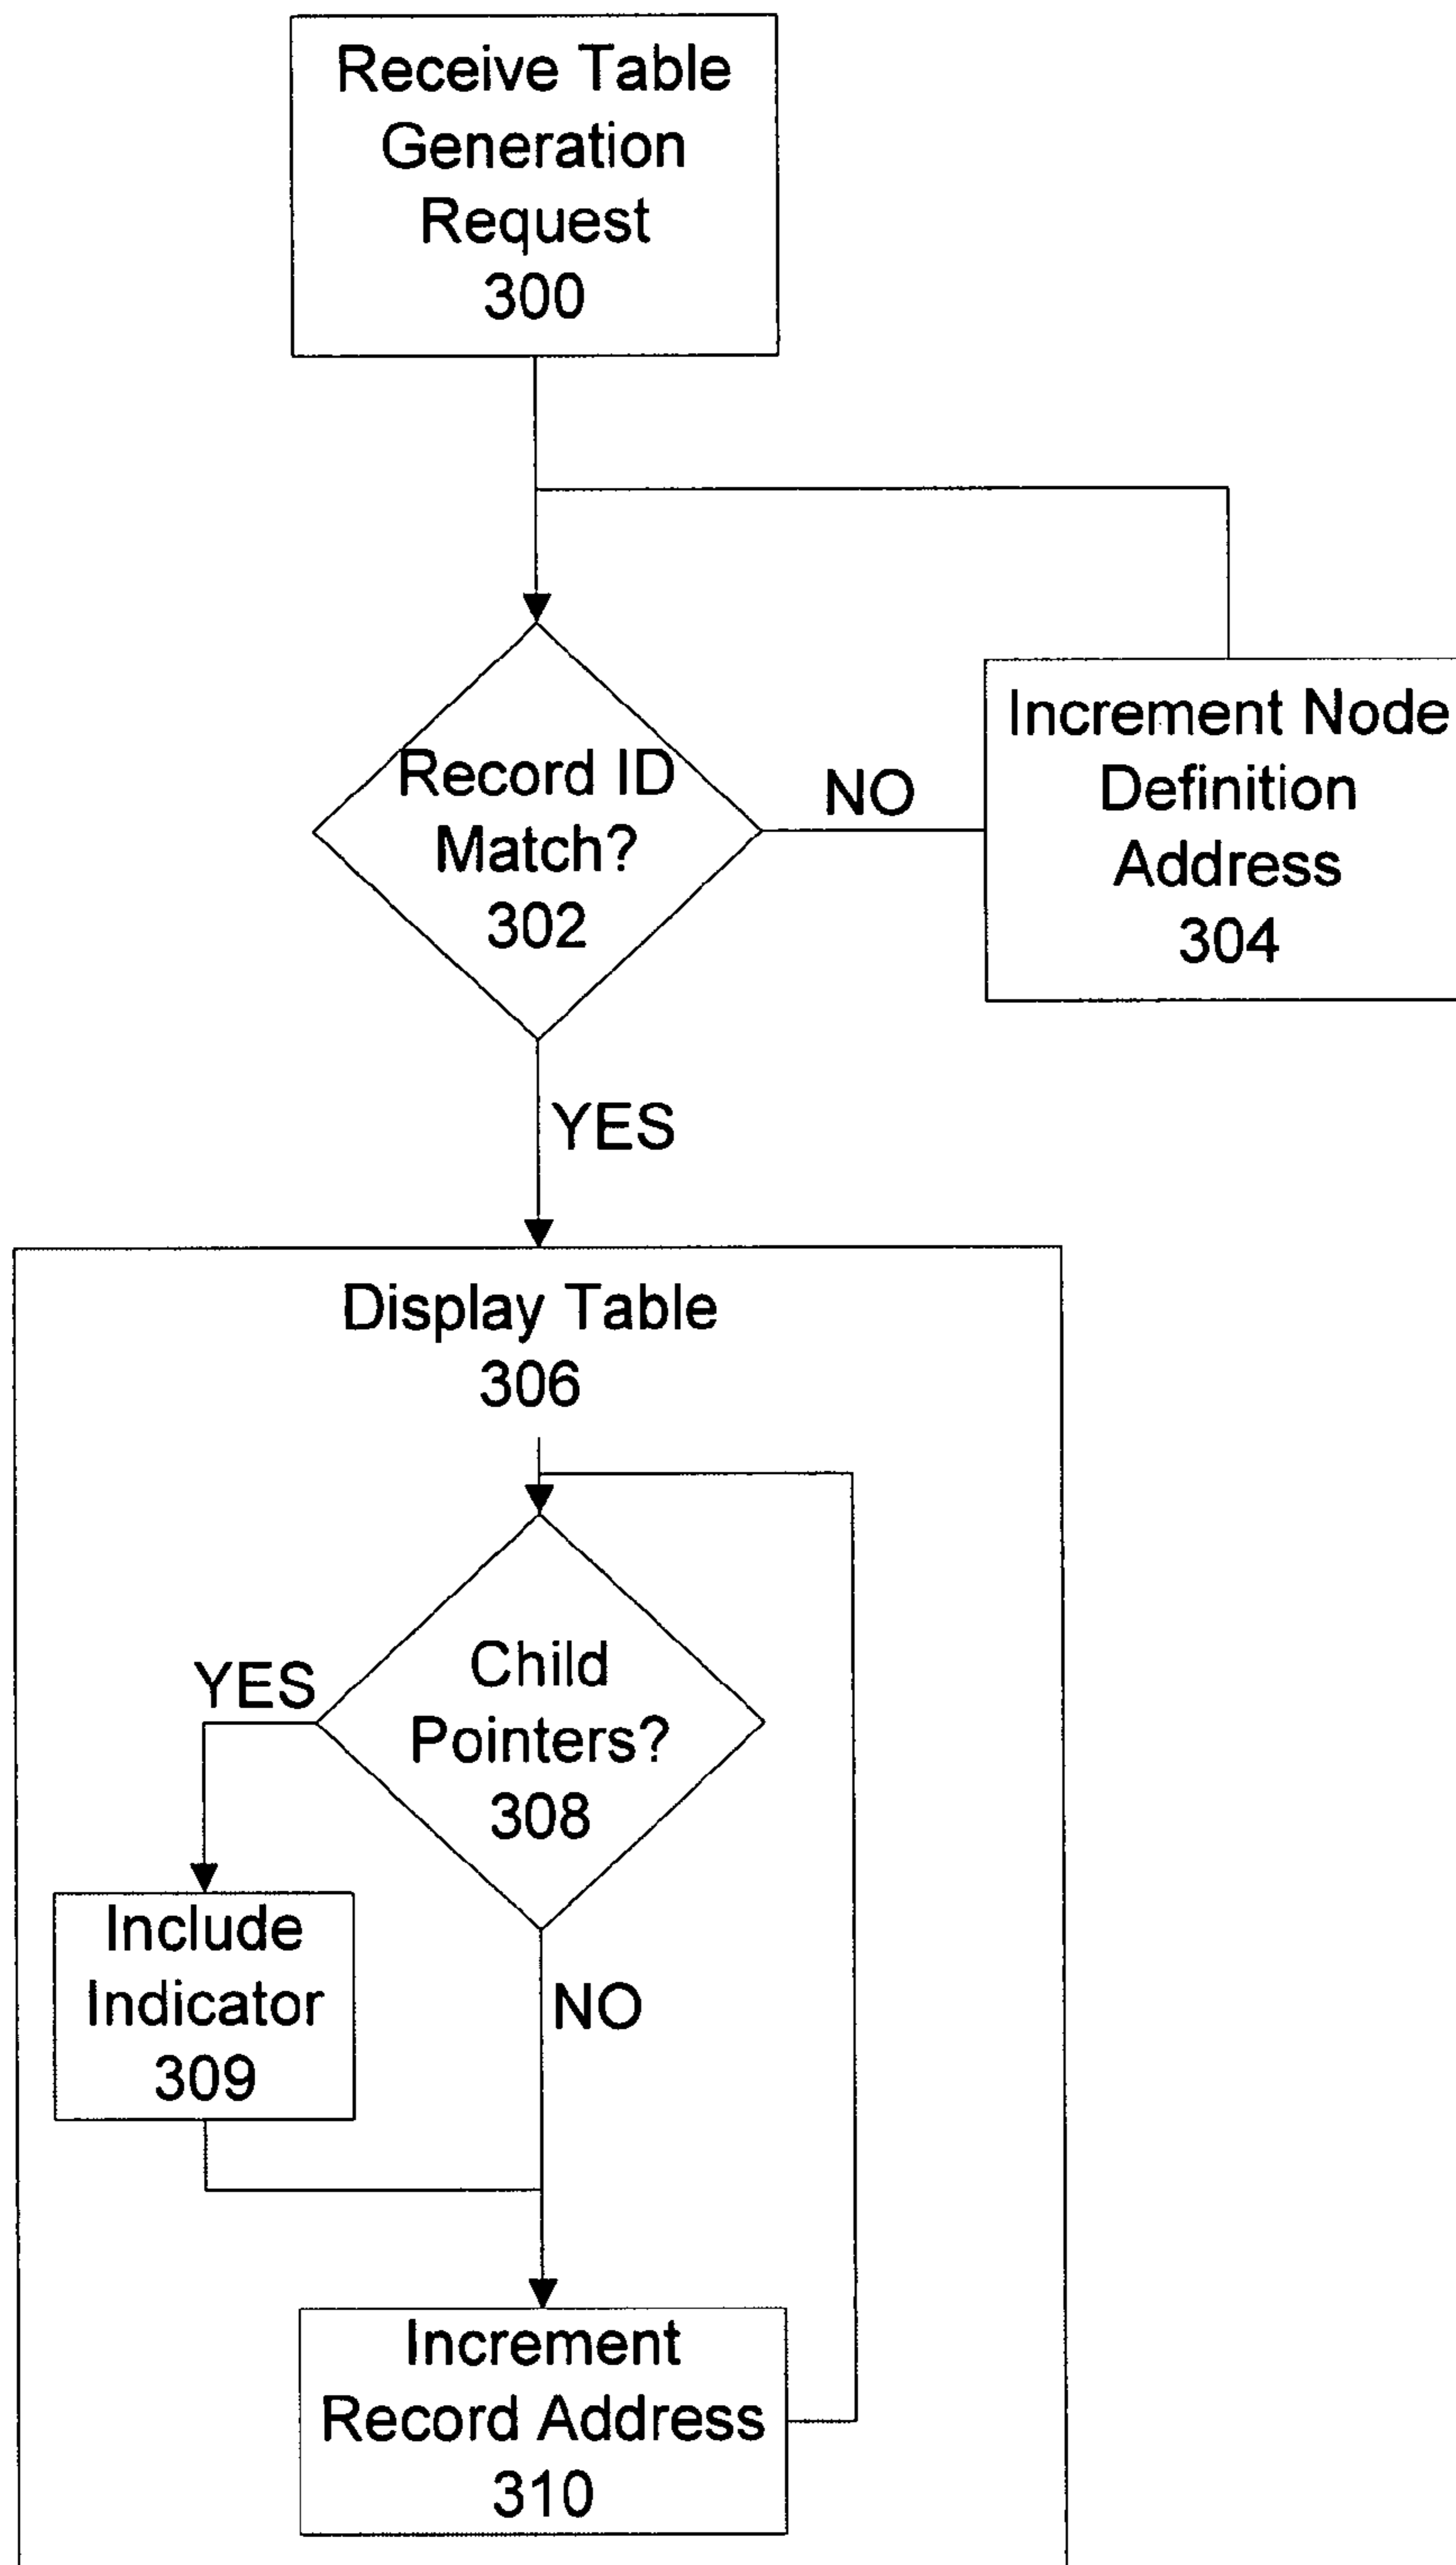 Receive Table
Generation
Request
300
Record ID
Match?
302
NO
Increment Node
Definition
Address
304
YES
Display Table
306
Child
Pointers?
308
YES
Include
Indicator
309
NO
Increment
Record Address
310